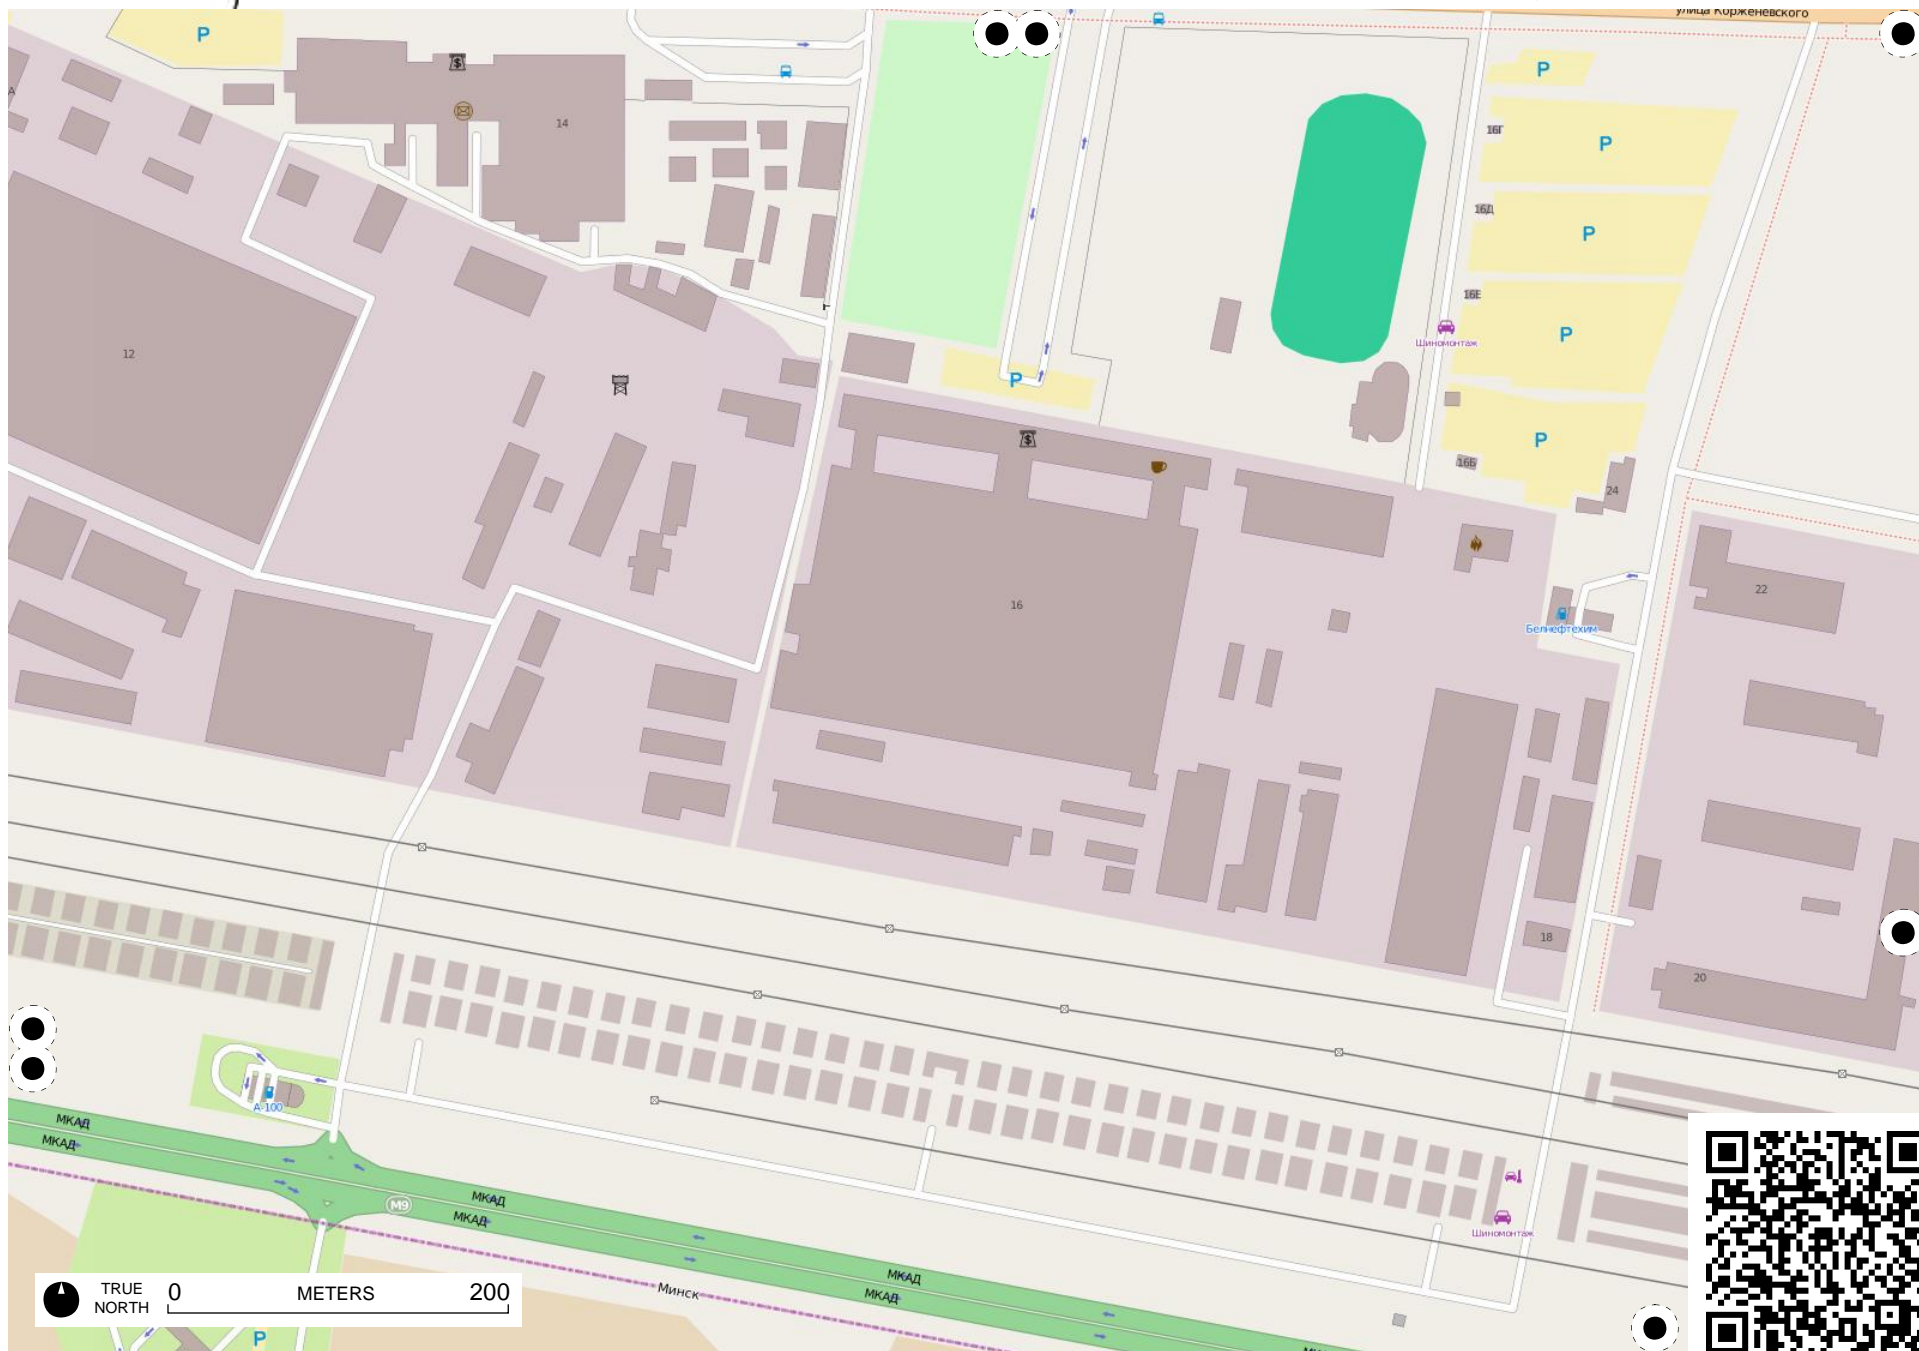 улица Корженевского
P
P
14
16Г
P
16Д
P
16Е
P
Шиномонтаж
12
P
P
16Б
24
16
22
Белнефтехим
18
20
А-100
МКАД
МКАД
М9
МКАД
МКАД
Шиномонтаж
МКАД
МКАД
Минск
TRUE
NORTH
0 METERS 200
P